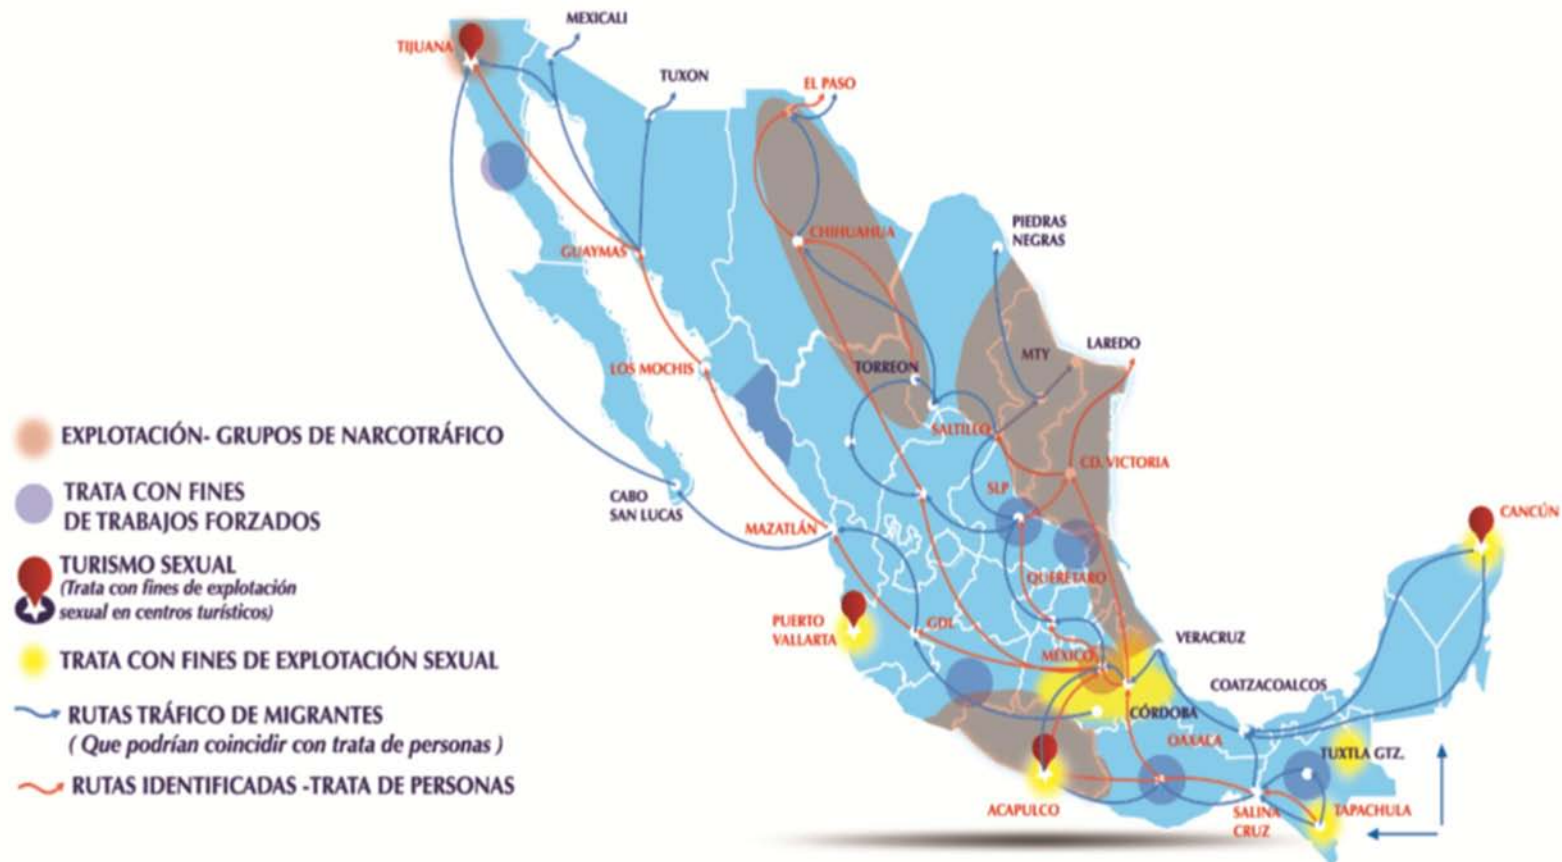 MEXICALI
TIJUANA
TUXON
EL PASO
PIEDRAS
NEGRAS
CHIHUAHUA
GUAYMAS
LAREDO
MTY
TORREON
LOS MOCHIS
SALTILLO
CD. VICTORIA
SLP
CABO
SAN LUCAS
MAZATLÁN
CANCÚN
QUERÉTARO
PUERTO
VALLARTA
GDL
VERACRUZ
MÉXICO
COATZACOALCOS
CÓRDOBA
OAXACA
TUXTLA GTZ.
ACAPULCO
SALINA
CRUZ
TAPACHULA
EXPLOTACIÓN- GRUPOS DE NARCOTRÁFICO
TRATA CON FINES
DE TRABAJOS FORZADOS
TURISMO SEXUAL
(Trata con fines de explotación
sexual en centros turísticos)
TRATA CON FINES DE EXPLOTACIÓN SEXUAL
RUTAS TRÁFICO DE MIGRANTES
( Que podrían coincidir con trata de personas )
RUTAS IDENTIFICADAS -TRATA DE PERSONAS